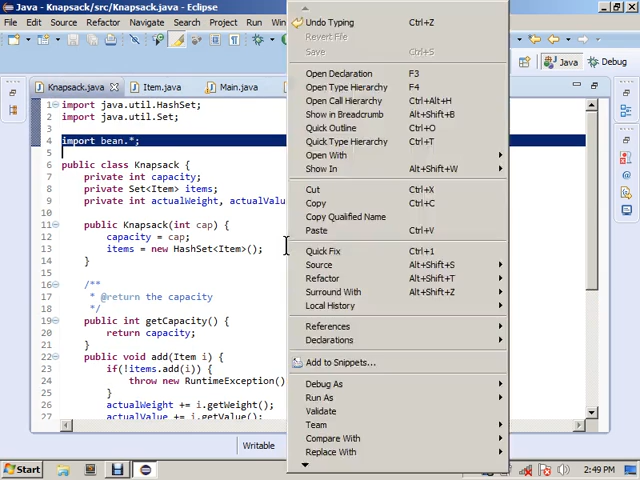 Java - Knapsack/src/Knapsack.java - Eclipse
File Edit Source Refactor Navigate Search Project Run
Java Debug
Knapsack.java Item.java Main.java
1 import java.util.HashSet;
2 import java.util.Set;
3
4 import bean.*;
5
6 public class Knapsack {
7 private int capacity;
8 private Set<Item> items;
9 private int actualWeight, actualValu
10
11 public Knapsack(int cap) {
12 capacity = cap;
13 items = new HashSet<Item>();
14 }
15
16 /**
17 * @return the capacity
18 */
19 public int getCapacity() {
20 return capacity;
21 }
22 public void add(Item i) {
23 if(!items.add(i)) {
24 throw new RuntimeException()
25 }
26 actualWeight += i.getWeight();
27 actualValue += i.getValue();
Undo Typing Ctrl+Z
Revert File
Save Ctrl+S
Open Declaration F3
Open Type Hierarchy F4
Open Call Hierarchy Ctrl+Alt+H
Show in Breadcrumb Alt+Shift+B
Quick Outline Ctrl+O
Quick Type Hierarchy Ctrl+T
Open With
Show In Alt+Shift+W
Cut Ctrl+X
Copy Ctrl+C
Copy Qualified Name
Paste Ctrl+V
Quick Fix Ctrl+1
Source Alt+Shift+S
Refactor Alt+Shift+T
Surround With Alt+Shift+Z
Local History
References
Declarations
Add to Snippets...
Debug As
Run As
Validate
Team
Compare With
Replace With
Writable
Start
2:49 PM